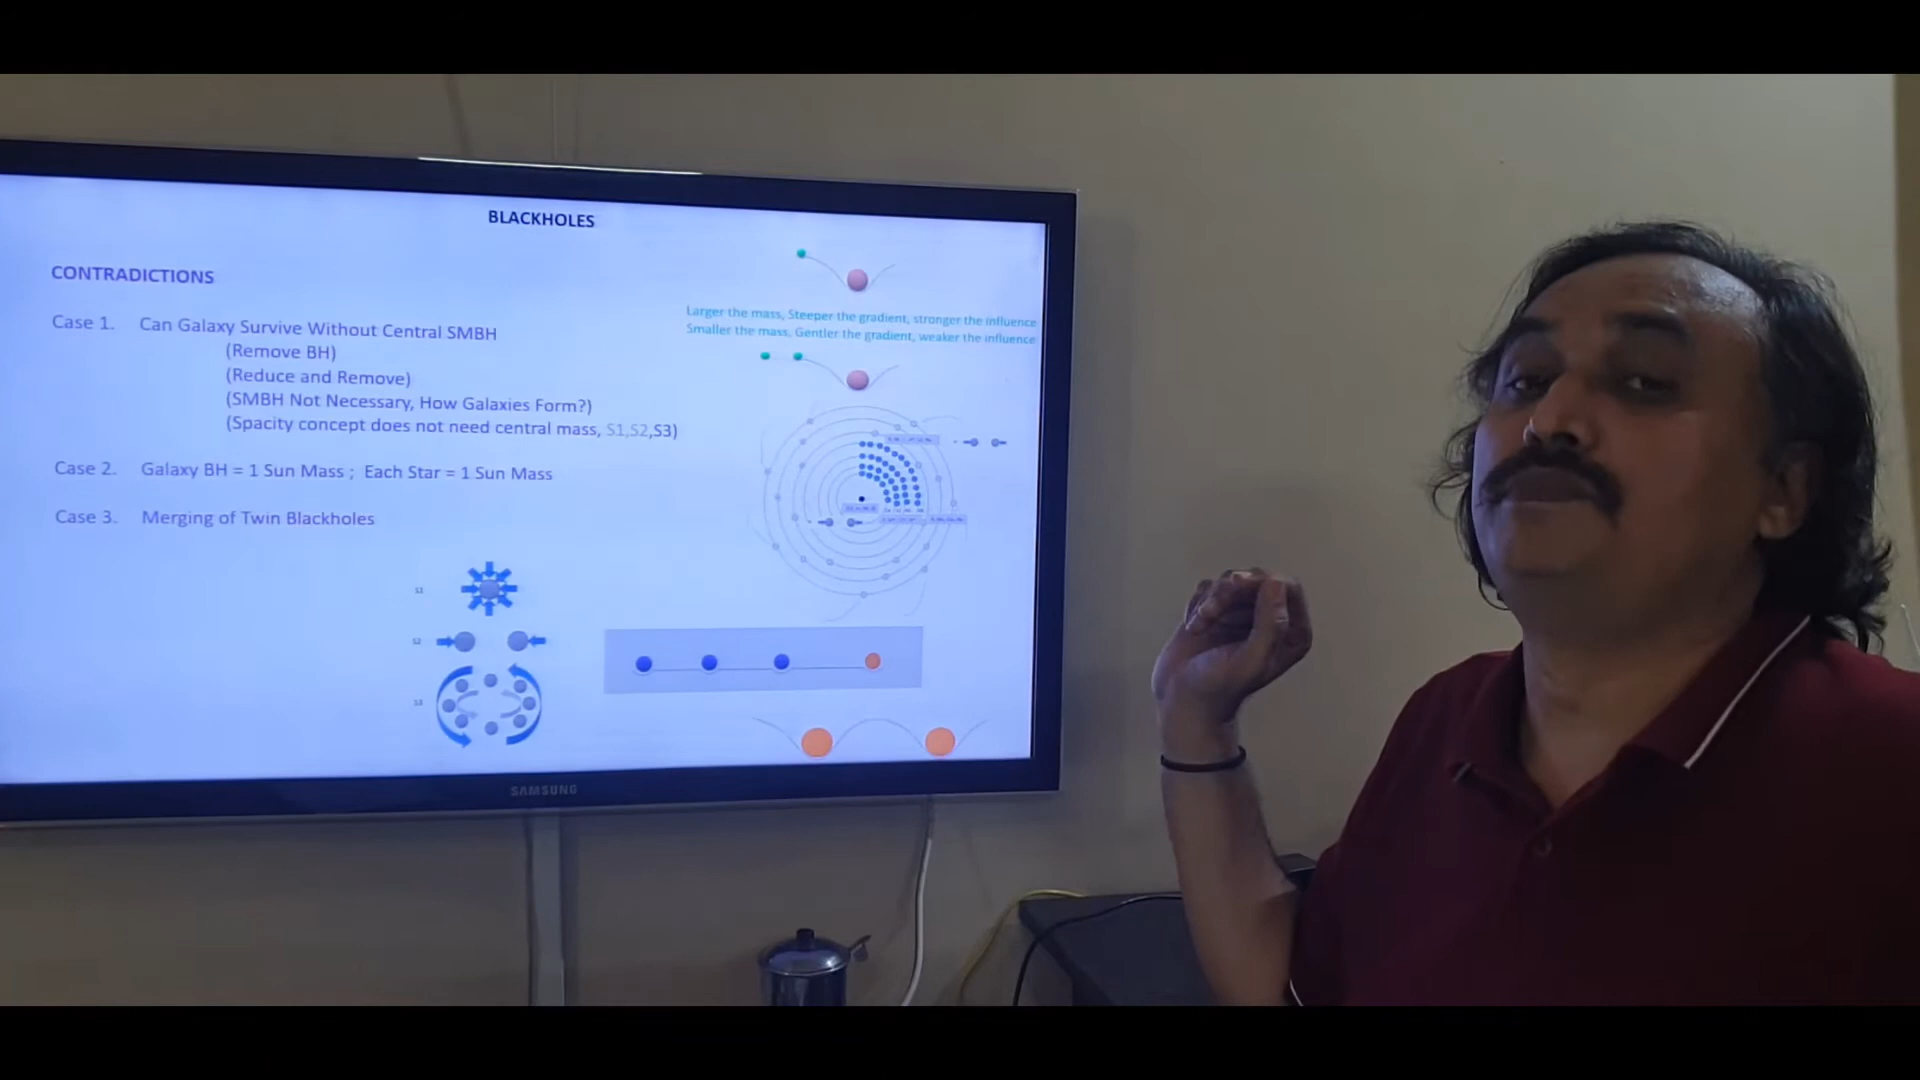 BLACKHOLES
CONTRADICTIONS
Case 1. Can Galaxy Survive Without Central SMBH
(Remove BH)
(Reduce and Remove)
(SMBH Not Necessary, How Galaxies Form?)
(Spacity concept does not need central mass, S1,S2,S3)
Case 2. Galaxy BH = 1 Sun Mass ; Each Star = 1 Sun Mass
Case 3. Merging of Twin Blackholes
Larger the mass, Steeper the gradient, stronger the influence
Smaller the mass, Gentler the gradient, weaker the influence
S1
S2
S3
SAMSUNG